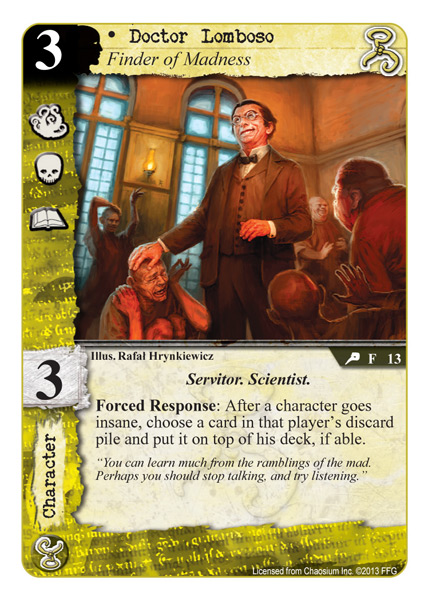 3
• Doctor Lomboso
Finder of Madness
Illus. Rafał Hrynkiewicz
F 13
3
Servitor. Scientist.
Forced Response: After a character goes
insane, choose a card in that player's discard
pile and put it on top of his deck, if able.
“You can learn much from the ramblings of the mad.
Perhaps you should stop talking, and try listening.”
Character
Licensed from Chaosium Inc. ©2013 FFG